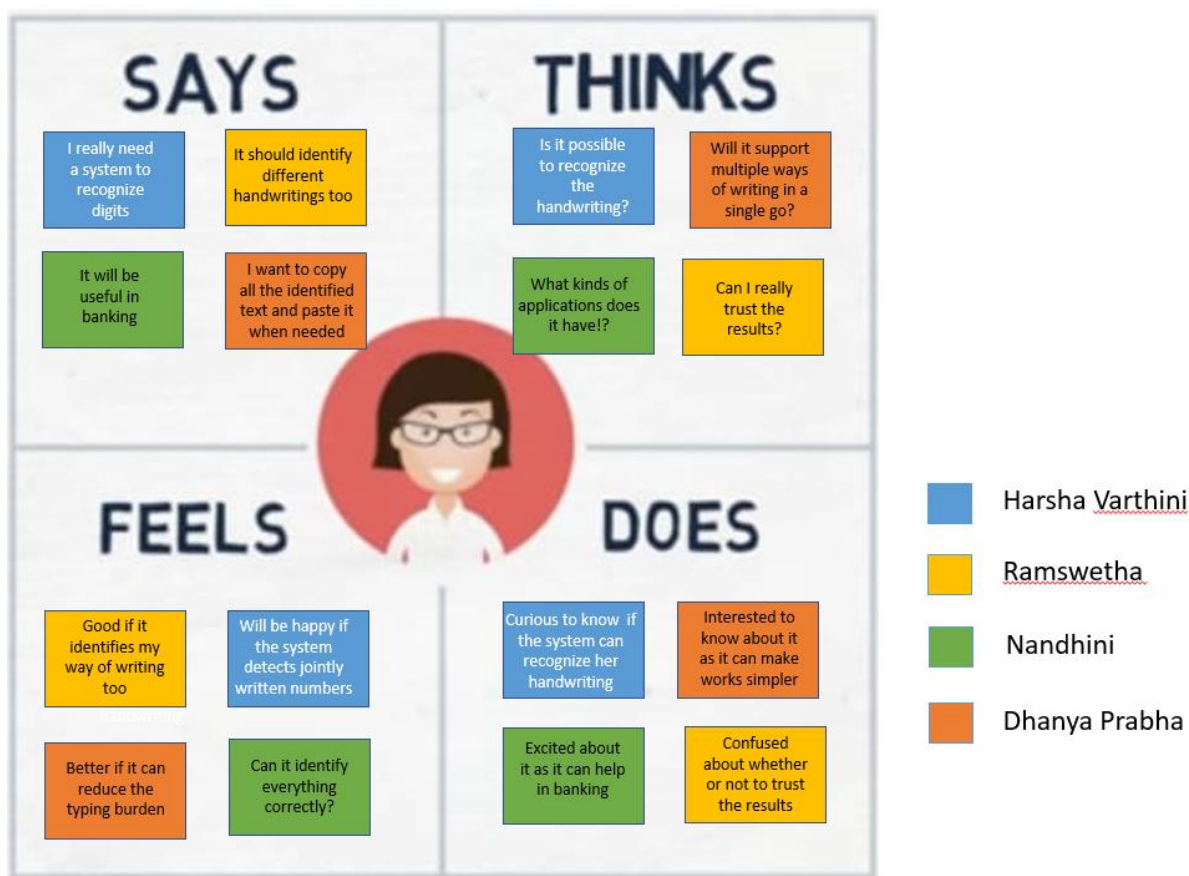 SAYS
I really need
a system to
recognize
digits
It should identify
different
handwritings too
It will be
useful in
banking
I want to copy
all the identified
text and paste it
when needed
THINKS
Is it possible
to recognize
the
handwriting?
Will it support
multiple ways
of writing in a
single go?
What kinds of
applications does
it have!?
Can I really
trust the
results?
FEELS
Good if it
identifies my
way of writing
too
Will be happy if
the system
detects jointly
written numbers
handwriting
Better if it can
reduce the
typing burden
Can it identify
everything
correctly?
DOES
Curious to know if
the system can
recognize her
handwriting
Interested to
know about it
as it can make
works simpler
Excited about
it as it can help
in banking
Confused
about whether
or not to trust
the results
Harsha Varthini
Ramswetha
Nandhini
Dhanya Prabha